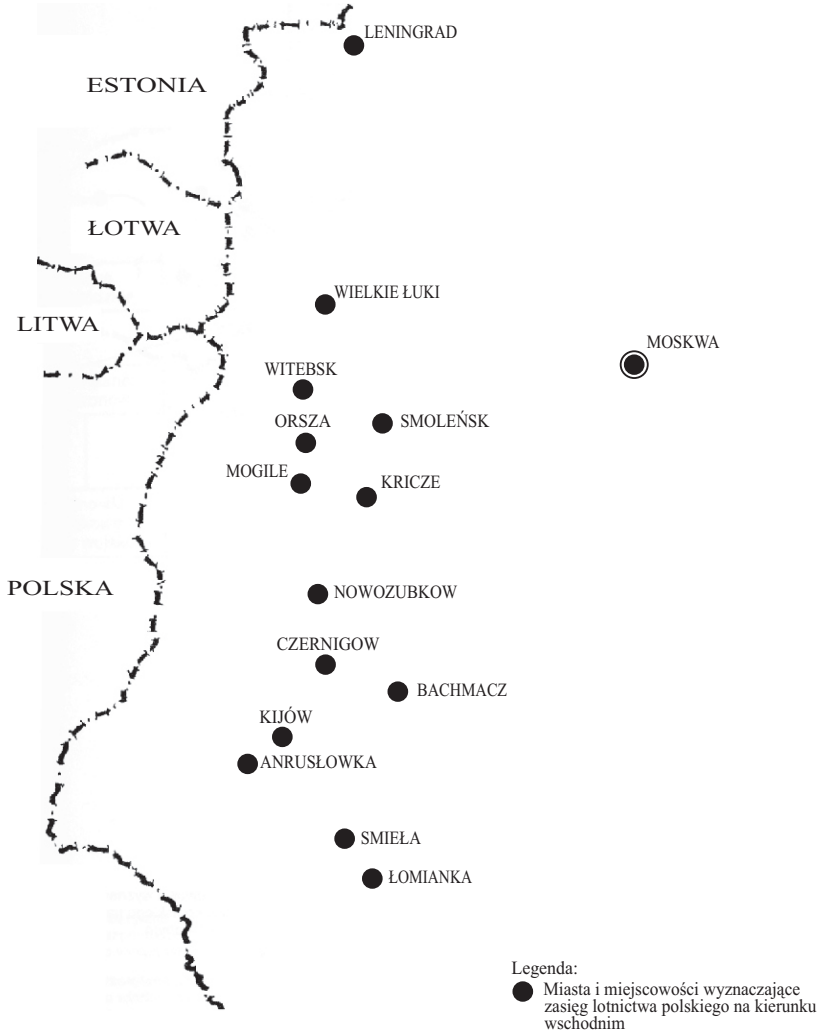 LENINGRAD
ESTONIA
ŁOTWA
WIELKIE ŁUKI
LITWA
MOSKWA
WITEBSK
ORSZA
SMOLEŃSK
MOGILE
KRICZE
POLSKA
NOWOZUBKOW
CZERNIGOW
BACHMACZ
KIJÓW
ANRUSŁOWKA
SMIEŁA
ŁOMIANKA
Legenda:
Miasta i miejscowości wyznaczające
zasięg lotnictwa polskiego na kierunku
wschodnim